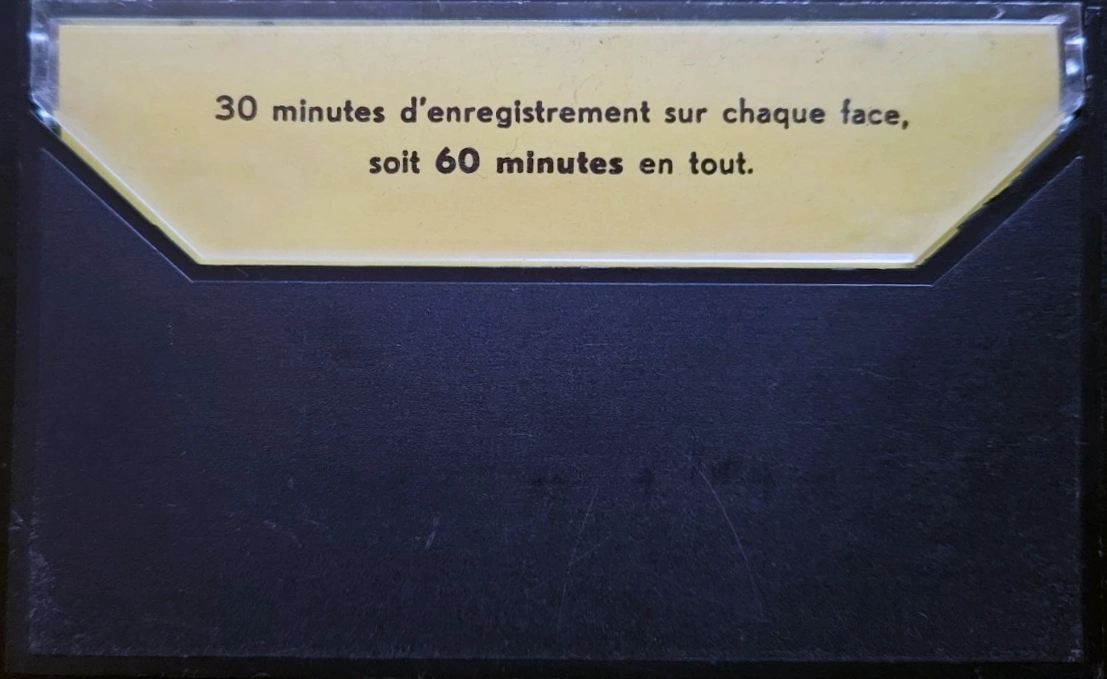 30 minutes d'enregistrement sur chaque face,
soit 60 minutes en tout.